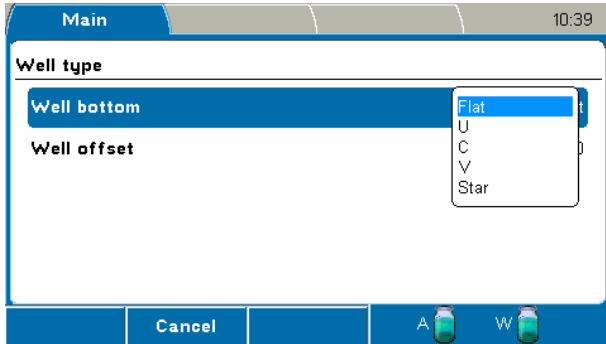 Main
10:39
Well type
Well bottom
Flat
U
C
V
Star
Well offset
Cancel
A
W